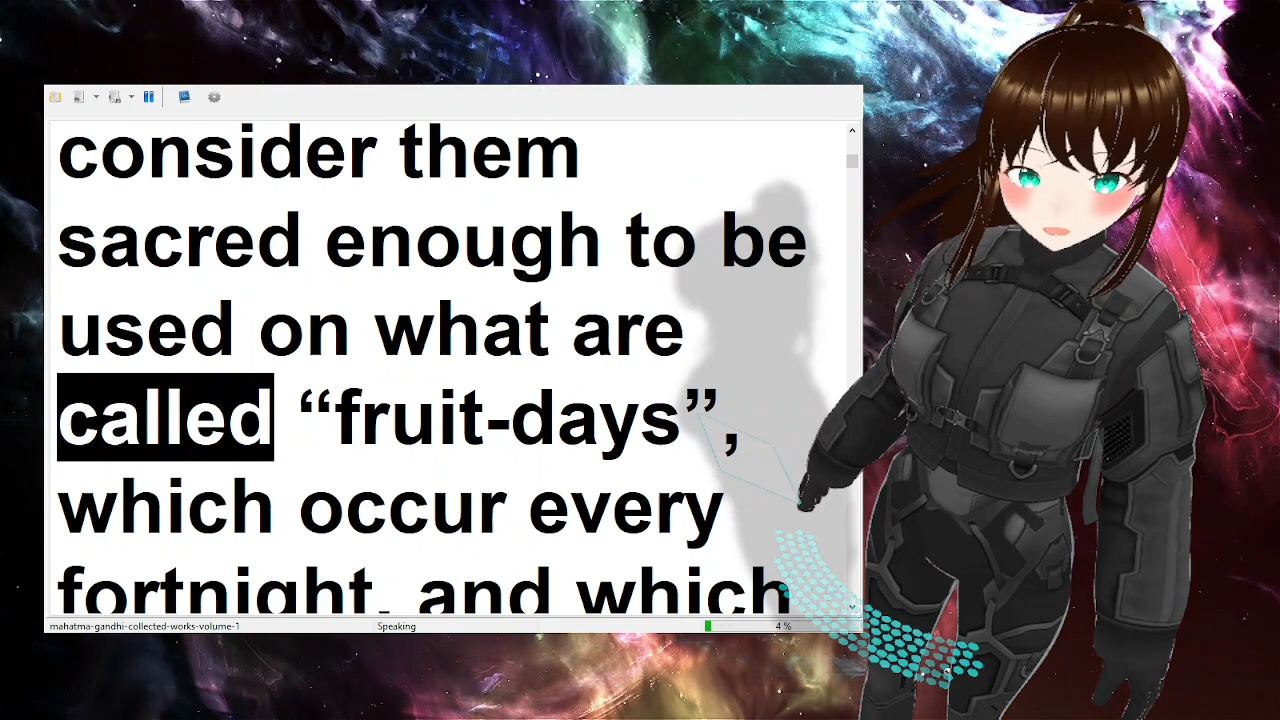 consider them
sacred enough to be
used on what are
called “fruit-days”,
which occur every
fortnight, and which
mahatma-gandhi-collected-works-volume-1
Speaking
4 %